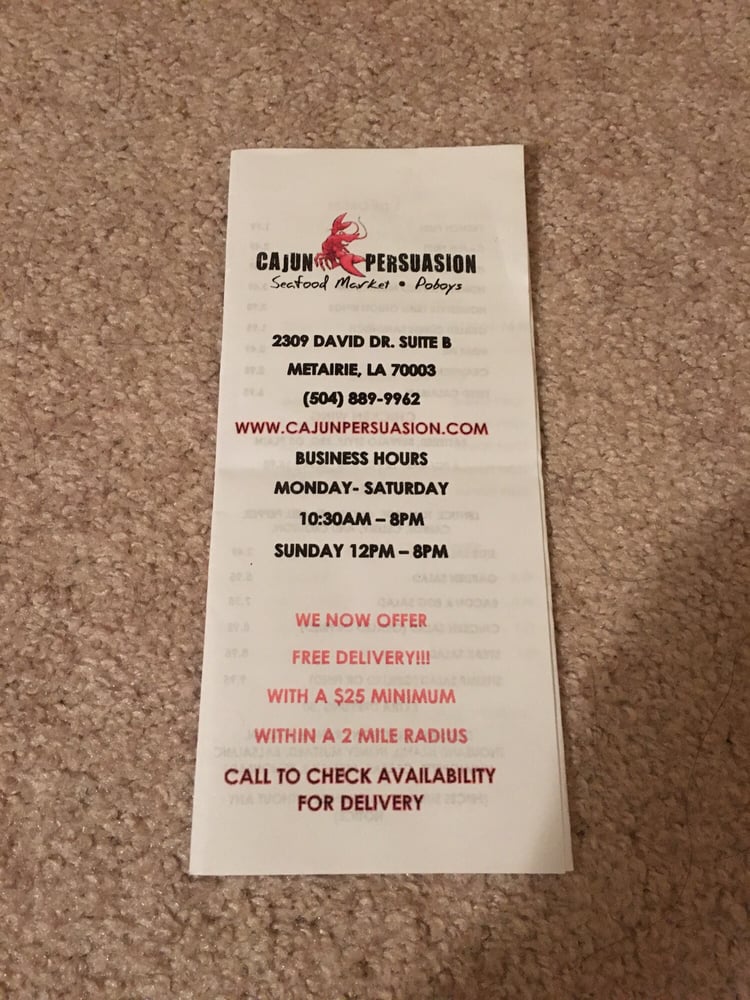 CAJUN PERSUASION
Seafood Market • Poboys
2309 DAVID DR. SUITE B
METAIRIE, LA 70003
(504) 889-9962
WWW.CAJUNPERSUASION.COM
BUSINESS HOURS
MONDAY- SATURDAY
10:30AM – 8PM
SUNDAY 12PM – 8PM
WE NOW OFFER
FREE DELIVERY!!!
WITH A $25 MINIMUM
WITHIN A 2 MILE RADIUS
CALL TO CHECK AVAILABILITY
FOR DELIVERY